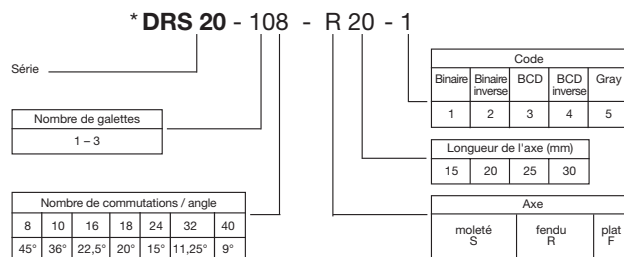 * DRS 20 - 108 - R 20 - 1
Série
Code
Binaire Binaire inverse BCD BCD inverse Gray
1 2 3 4 5
Nombre de galettes
1 – 3
Longueur de l'axe (mm)
15 20 25 30
Nombre de commutations / angle
8 10 16 18 24 32 40
45° 36° 22,5° 20° 15° 11,25° 9°
Axe
moleté fendu plat
S R F